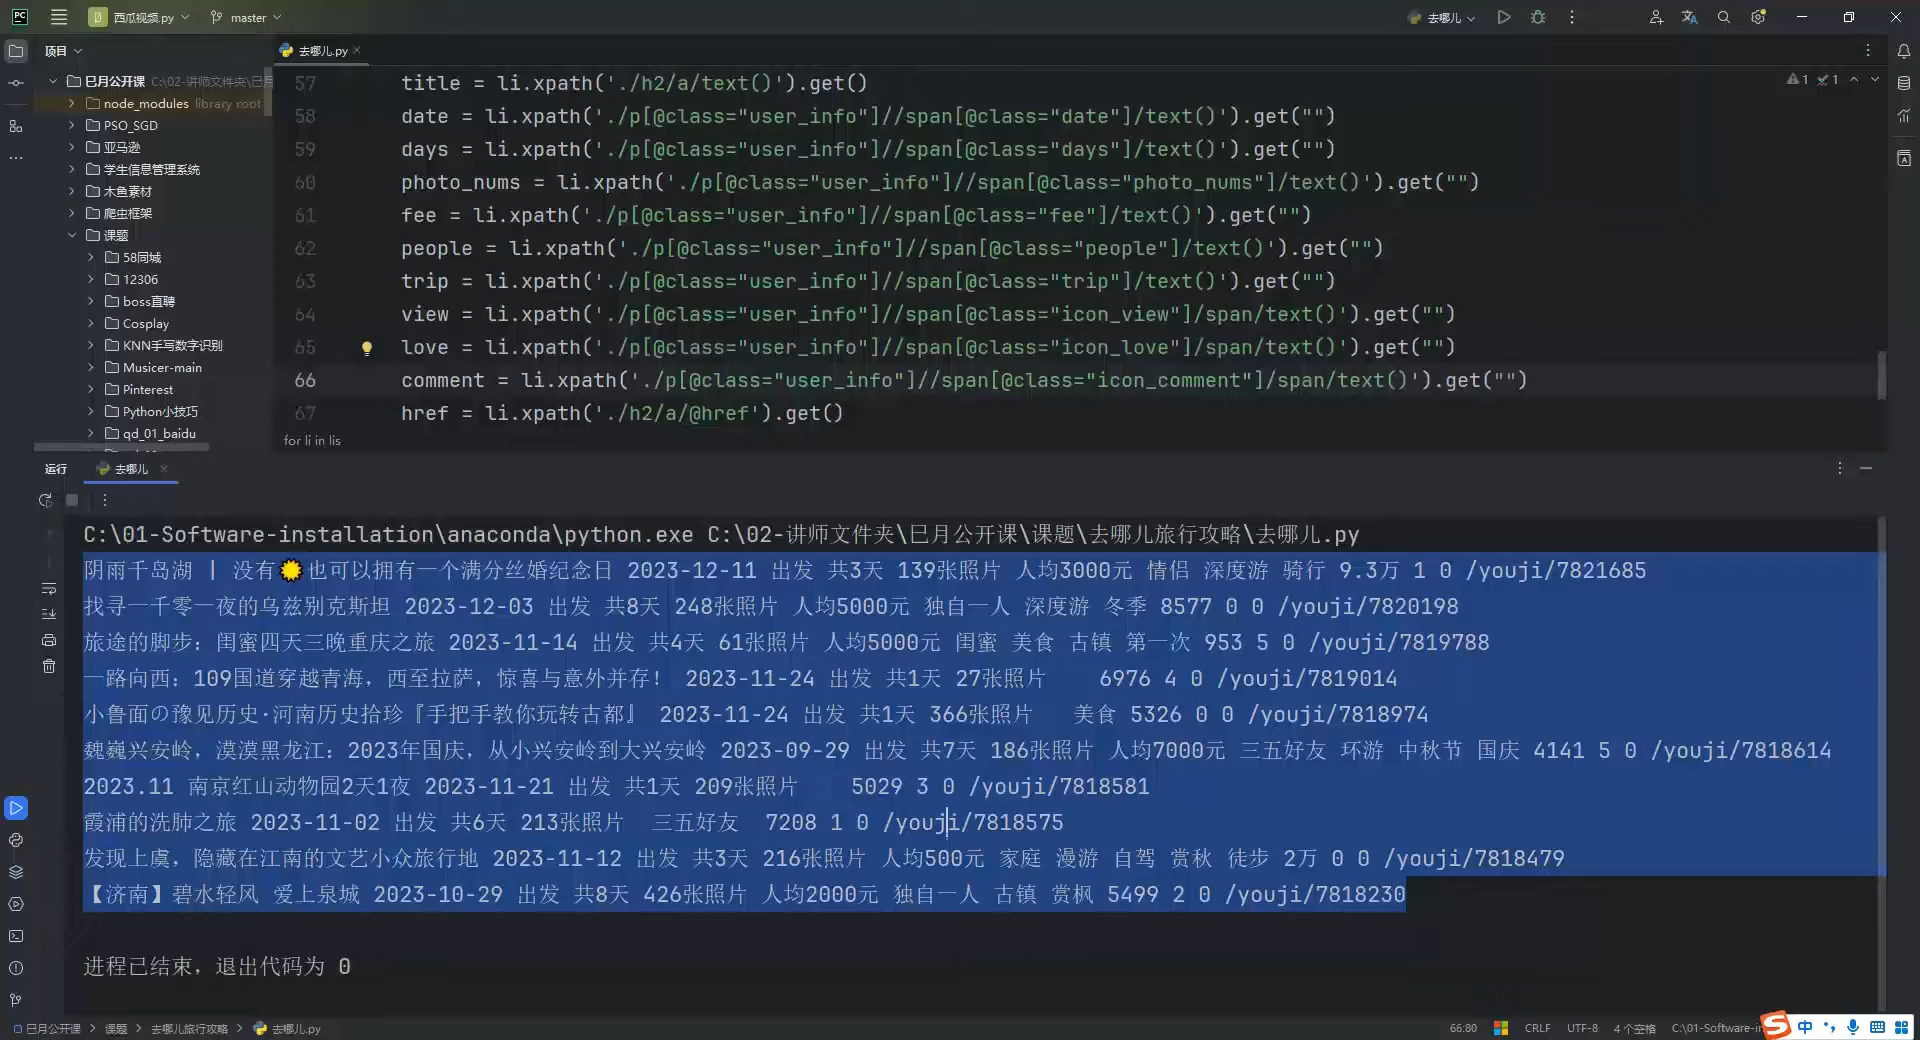 PC 西瓜视频.py master 去哪儿
项目
去哪儿.py
巳月公开课 C:\02-讲师文件夹\巳月
node_modules library root
PSO_SGD
亚马逊
学生信息管理系统
木鱼素材
爬虫框架
课题
58同城
12306
boss直聘
Cosplay
KNN手写数字识别
Musicer-main
Pinterest
Python小技巧
qd_01_baidu
57 title = li.xpath('./h2/a/text()').get()
58 date = li.xpath('./p[@class="user_info"]//span[@class="date"]/text()').get("")
59 days = li.xpath('./p[@class="user_info"]//span[@class="days"]/text()').get("")
60 photo_nums = li.xpath('./p[@class="user_info"]//span[@class="photo_nums"]/text()').get("")
61 fee = li.xpath('./p[@class="user_info"]//span[@class="fee"]/text()').get("")
62 people = li.xpath('./p[@class="user_info"]//span[@class="people"]/text()').get("")
63 trip = li.xpath('./p[@class="user_info"]//span[@class="trip"]/text()').get("")
64 view = li.xpath('./p[@class="user_info"]//span[@class="icon_view"]/span/text()').get("")
65 love = li.xpath('./p[@class="user_info"]//span[@class="icon_love"]/span/text()').get("")
66 comment = li.xpath('./p[@class="user_info"]//span[@class="icon_comment"]/span/text()').get("")
67 href = li.xpath('./h2/a/@href').get()
1 1
for li in lis
运行 去哪儿
C:\01-Software-installation\anaconda\python.exe C:\02-讲师文件夹\巳月公开课\课题\去哪儿旅行攻略\去哪儿.py
阴雨千岛湖 | 没有☀也可以拥有一个满分丝婚纪念日 2023-12-11 出发 共3天 139张照片 人均3000元 情侣 深度游 骑行 9.3万 1 0 /youji/7821685
找寻一千零一夜的乌兹别克斯坦 2023-12-03 出发 共8天 248张照片 人均5000元 独自一人 深度游 冬季 8577 0 0 /youji/7820198
旅途的脚步：闺蜜四天三晚重庆之旅 2023-11-14 出发 共4天 61张照片 人均5000元 闺蜜 美食 古镇 第一次 953 5 0 /youji/7819788
一路向西：109国道穿越青海，西至拉萨，惊喜与意外并存！ 2023-11-24 出发 共1天 27张照片 6976 4 0 /youji/7819014
小鲁面の豫见历史·河南历史拾珍『手把手教你玩转古都』 2023-11-24 出发 共1天 366张照片 美食 5326 0 0 /youji/7818974
巍巍兴安岭，漠漠黑龙江：2023年国庆，从小兴安岭到大兴安岭 2023-09-29 出发 共7天 186张照片 人均7000元 三五好友 环游 中秋节 国庆 4141 5 0 /youji/7818614
2023.11 南京红山动物园2天1夜 2023-11-21 出发 共1天 209张照片 5029 3 0 /youji/7818581
霞浦的洗肺之旅 2023-11-02 出发 共6天 213张照片 三五好友 7208 1 0 /youji/7818575
发现上虞，隐藏在江南的文艺小众旅行地 2023-11-12 出发 共3天 216张照片 人均500元 家庭 漫游 自驾 赏秋 徒步 2万 0 0 /youji/7818479
【济南】碧水轻风 爱上泉城 2023-10-29 出发 共8天 426张照片 人均2000元 独自一人 古镇 赏枫 5499 2 0 /youji/7818230
进程已结束，退出代码为 0
巳月公开课 课题 去哪儿旅行攻略 去哪儿.py 66:80 CRLF UTF-8 4 个空格 C:\01-Software-in 中